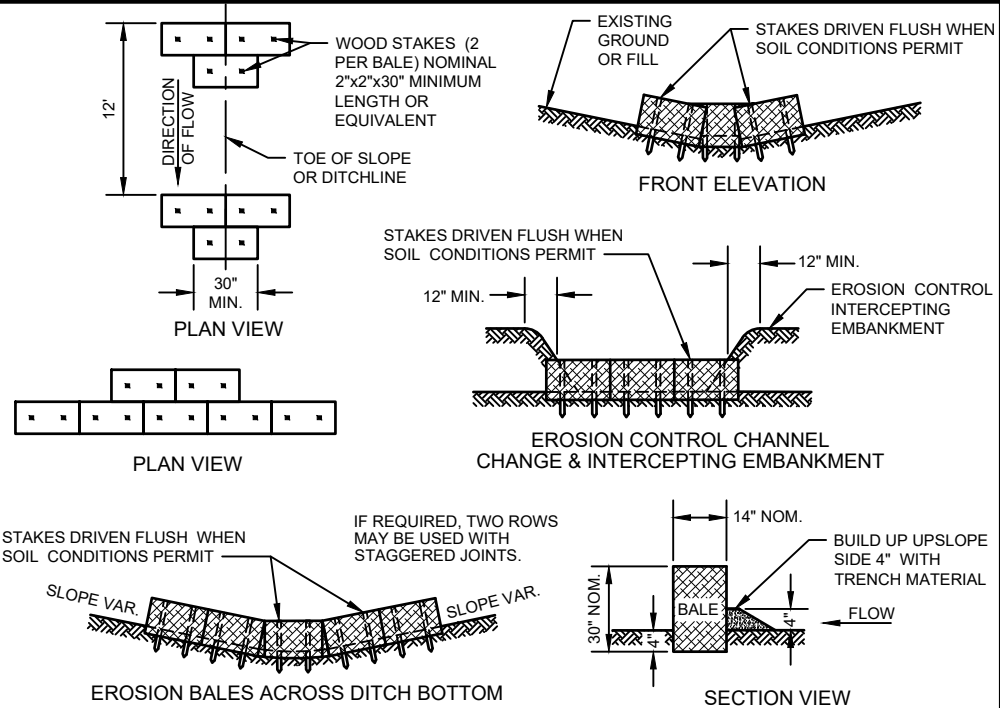 12'
DIRECTION
OF FLOW
WOOD STAKES (2
PER BALE) NOMINAL
2"x2"x30" MINIMUM
LENGTH OR
EQUIVALENT
TOE OF SLOPE
OR DITCHLINE
30"
MIN.
PLAN VIEW
EXISTING
GROUND
OR FILL
STAKES DRIVEN FLUSH WHEN
SOIL CONDITIONS PERMIT
FRONT ELEVATION
STAKES DRIVEN FLUSH WHEN
SOIL CONDITIONS PERMIT
12" MIN.
12" MIN.
EROSION CONTROL
INTERCEPTING
EMBANKMENT
EROSION CONTROL CHANNEL
CHANGE & INTERCEPTING EMBANKMENT
PLAN VIEW
STAKES DRIVEN FLUSH WHEN
SOIL CONDITIONS PERMIT
IF REQUIRED, TWO ROWS
MAY BE USED WITH
STAGGERED JOINTS.
SLOPE VAR.
SLOPE VAR.
EROSION BALES ACROSS DITCH BOTTOM
14" NOM.
BUILD UP UPSLOPE
SIDE 4" WITH
TRENCH MATERIAL
30" NOM.
BALE
4"
4"
FLOW
SECTION VIEW